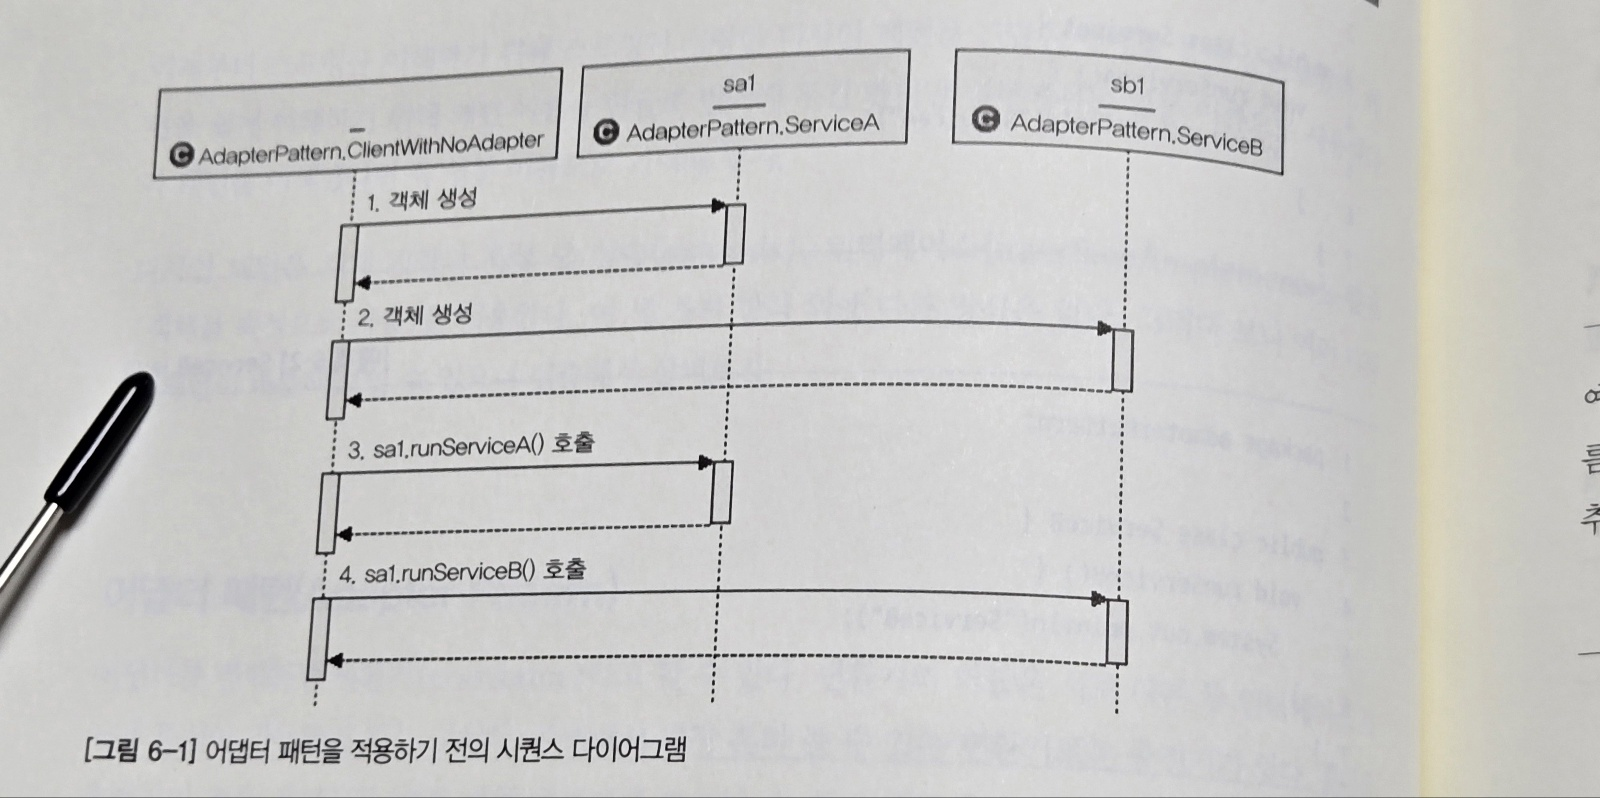 AdapterPattern.ClientWithNoAdapter
sa1
AdapterPattern.ServiceA
sb1
AdapterPattern.ServiceB
1. 객체 생성
2. 객체 생성
3. sa1.runServiceA() 호출
4. sa1.runServiceB() 호출
[그림 6-1] 어댑터 패턴을 적용하기 전의 시퀀스 다이어그램